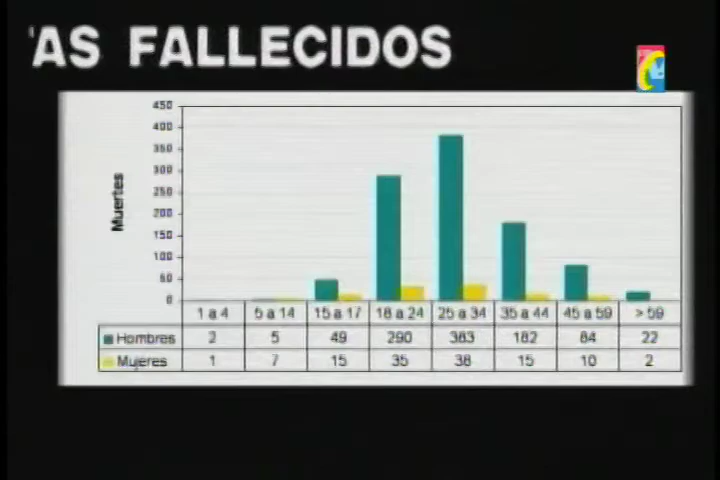 'AS FALLECIDOS
450
400
350
300
250
200
150
100
50
0
Muertes
1 a 4 5 a 14 15 a 17 18 a 24 25 a 34 35 a 44 45 a 59 > 59
Hombres 2 5 49 290 383 182 84 22
Mujeres 1 7 15 35 38 15 10 2